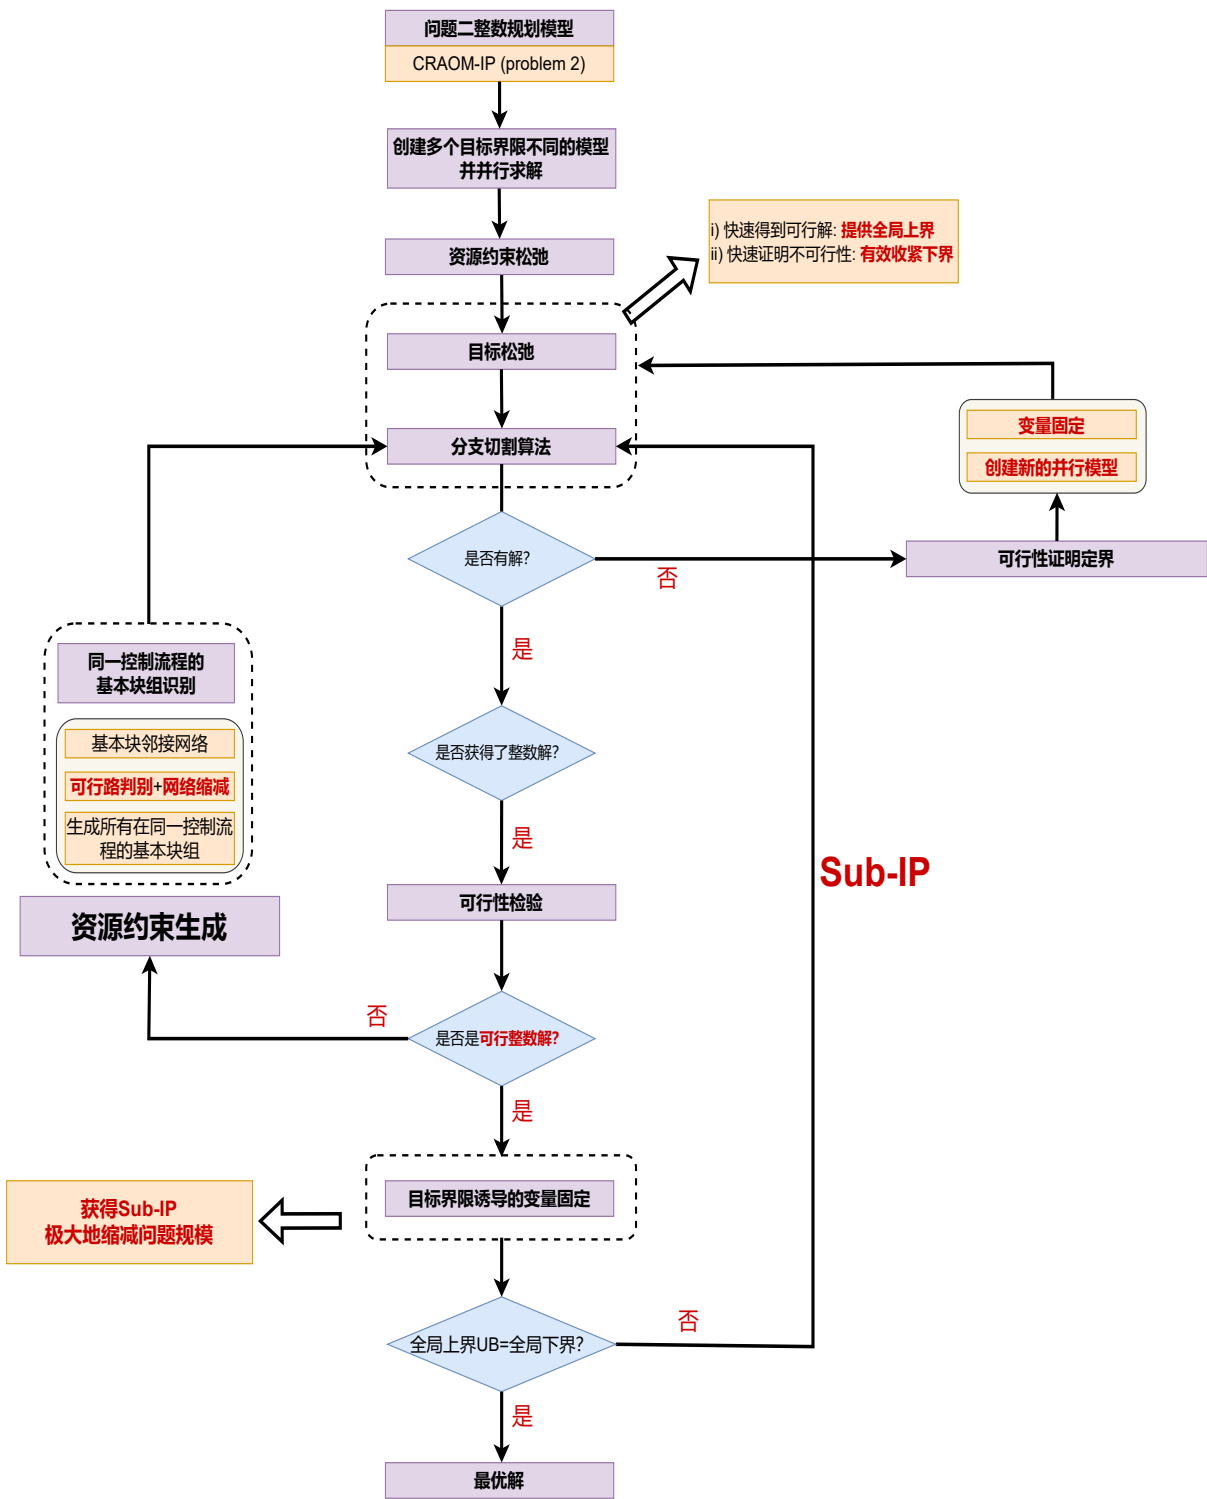 问题二整数规划模型
CRAOM-IP (problem 2)
创建多个目标界限不同的模型
并并行求解
资源约束松弛
i) 快速得到可行解: 提供全局上界
ii) 快速证明不可行性: 有效收紧下界
目标松弛
变量固定
创建新的并行模型
分支切割算法
是否有解?
否
可行性证明定界
是
同一控制流程的
基本块组识别
基本块邻接网络
可行路判别+网络缩减
生成所有在同一控制流
程的基本块组
资源约束生成
是否获得了整数解?
是
Sub-IP
可行性检验
否
是否是可行整数解?
是
目标界限诱导的变量固定
获得Sub-IP
极大地缩减问题规模
否
全局上界UB=全局下界?
是
最优解